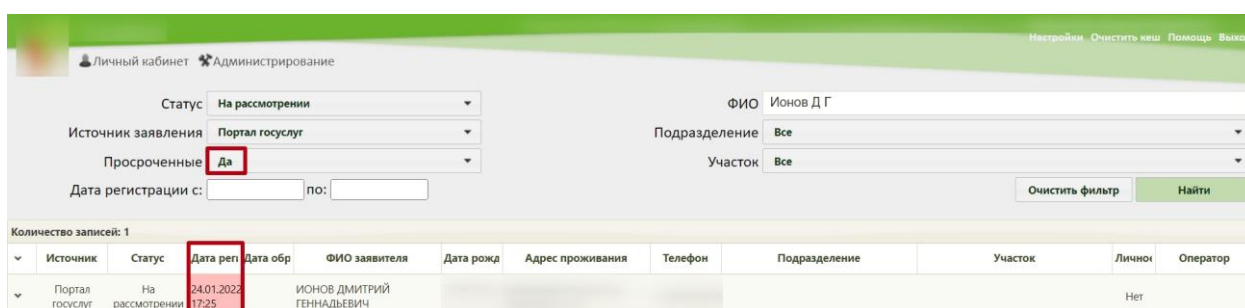 Настройки Очистить кеш Помощь Выхо
Личный кабинет Администрирование
Статус На рассмотрении ФИО Ионов Д Г
Источник заявления Портал госуслуг Подразделение Все
Просроченные Да Участок Все
Дата регистрации с: по: Очистить фильтр Найти
Количество записей: 1
Источник Статус Дата реги Дата обр ФИО заявителя Дата рожд Адрес проживания Телефон Подразделение Участок Лично Оператор
Портал На 24.01.2022 ИОНОВ ДМИТРИЙ Нет
госуслуг рассмотрении 17:25 ГЕННАДЬЕВИЧ